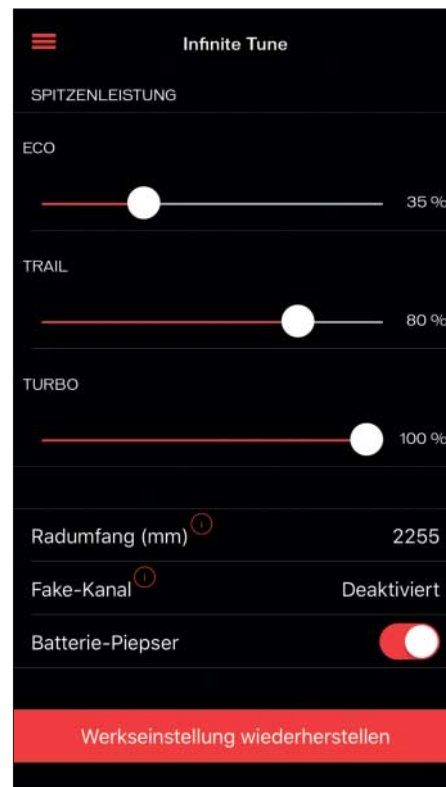 Infinite Tune
SPITZENLEISTUNG
ECO
35 %
TRAIL
80 %
TURBO
100 %
Radumfang (mm) i 2255
Fake-Kanal i Deaktiviert
Batterie-Piepser
Werkseinstellung wiederherstellen